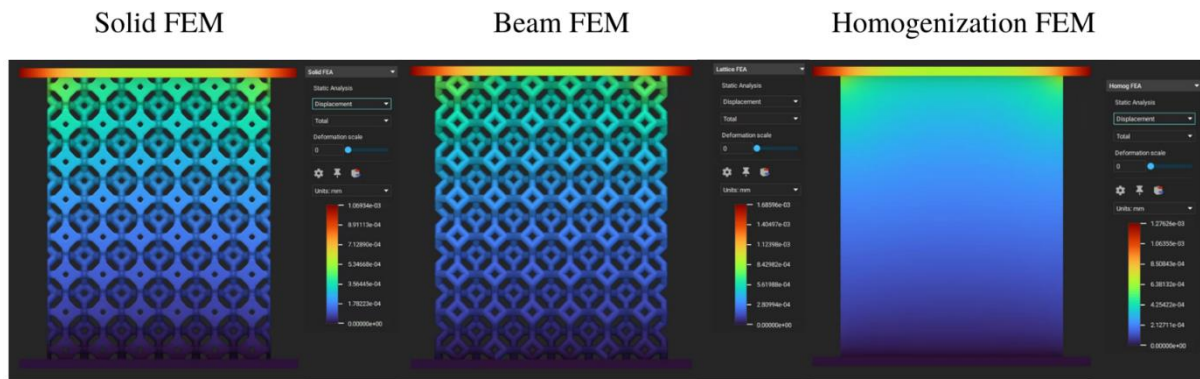 Solid FEM
Beam FEM
Homogenization FEM
Solid FEA
Static Analysis
Displacement
Total
Deformation scale
0
Units: mm
1.06934e-03
8.91113e-04
7.12890e-04
5.34668e-04
3.56445e-04
1.78223e-04
0.00000e+00
Lattice FEA
Static Analysis
Displacement
Total
Deformation scale
0
Units: mm
1.68596e-03
1.40497e-03
1.12398e-03
8.42982e-04
5.61988e-04
2.80994e-04
0.00000e+00
Homog FEA
Static Analysis
Displacement
Total
Deformation scale
0
Units: mm
1.27626e-03
1.06355e-03
8.50843e-04
6.38132e-04
4.25422e-04
2.12711e-04
0.00000e+00